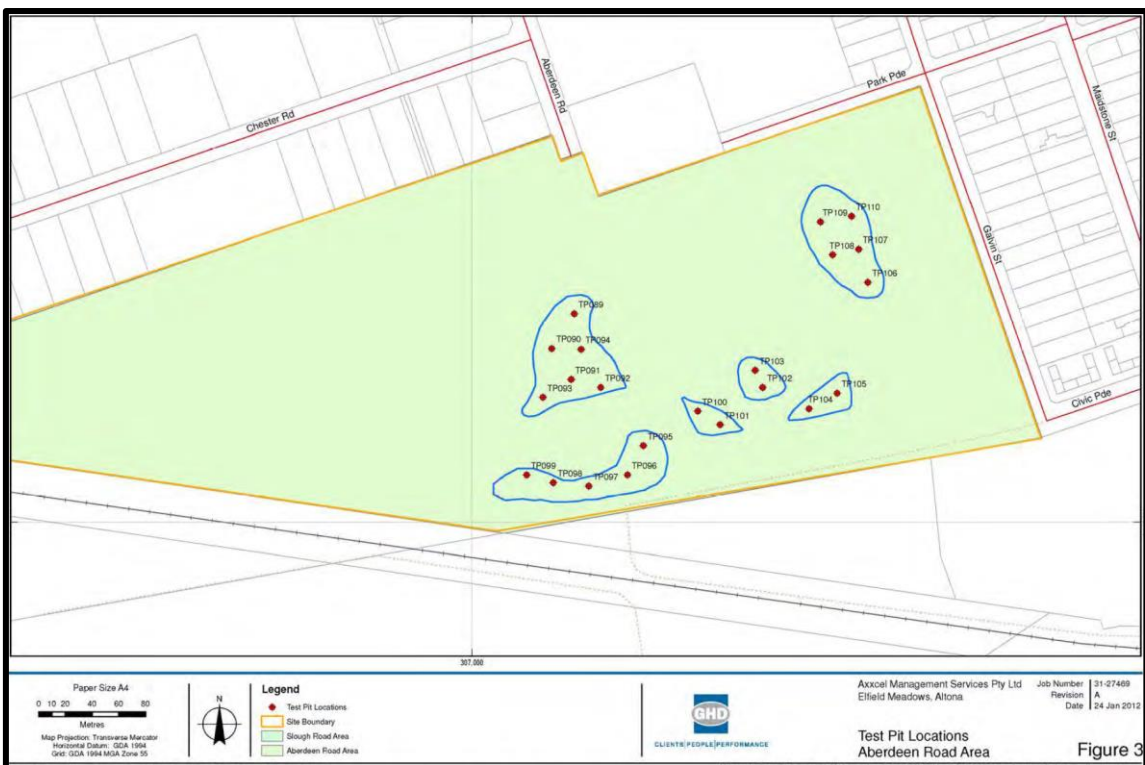 Chester Rd
Aberdeen Rd
Park Pde
Maidstone St
Galvin St
Civic Pde
TP109
TP110
TP108
TP107
TP106
TP089
TP090
TP094
TP091
TP092
TP093
TP103
TP102
TP105
TP104
TP100
TP101
TP095
TP096
TP099
TP098
TP097
307,000
Paper Size A4
0 10 20 40 60 80
Metres
Map Projection: Transverse Mercator
Horizontal Datum: GDA 1994
Grid: GDA 1994 MGA Zone 55
N
Legend
Test Pit Locations
Site Boundary
Slough Road Area
Aberdeen Road Area
GHD
CLIENTS PEOPLE PERFORMANCE
Axxcel Management Services Pty Ltd
Elfield Meadows, Altona
Job Number 31-27469
Revision A
Date 24 Jan 2012
Test Pit Locations
Aberdeen Road Area
Figure 3